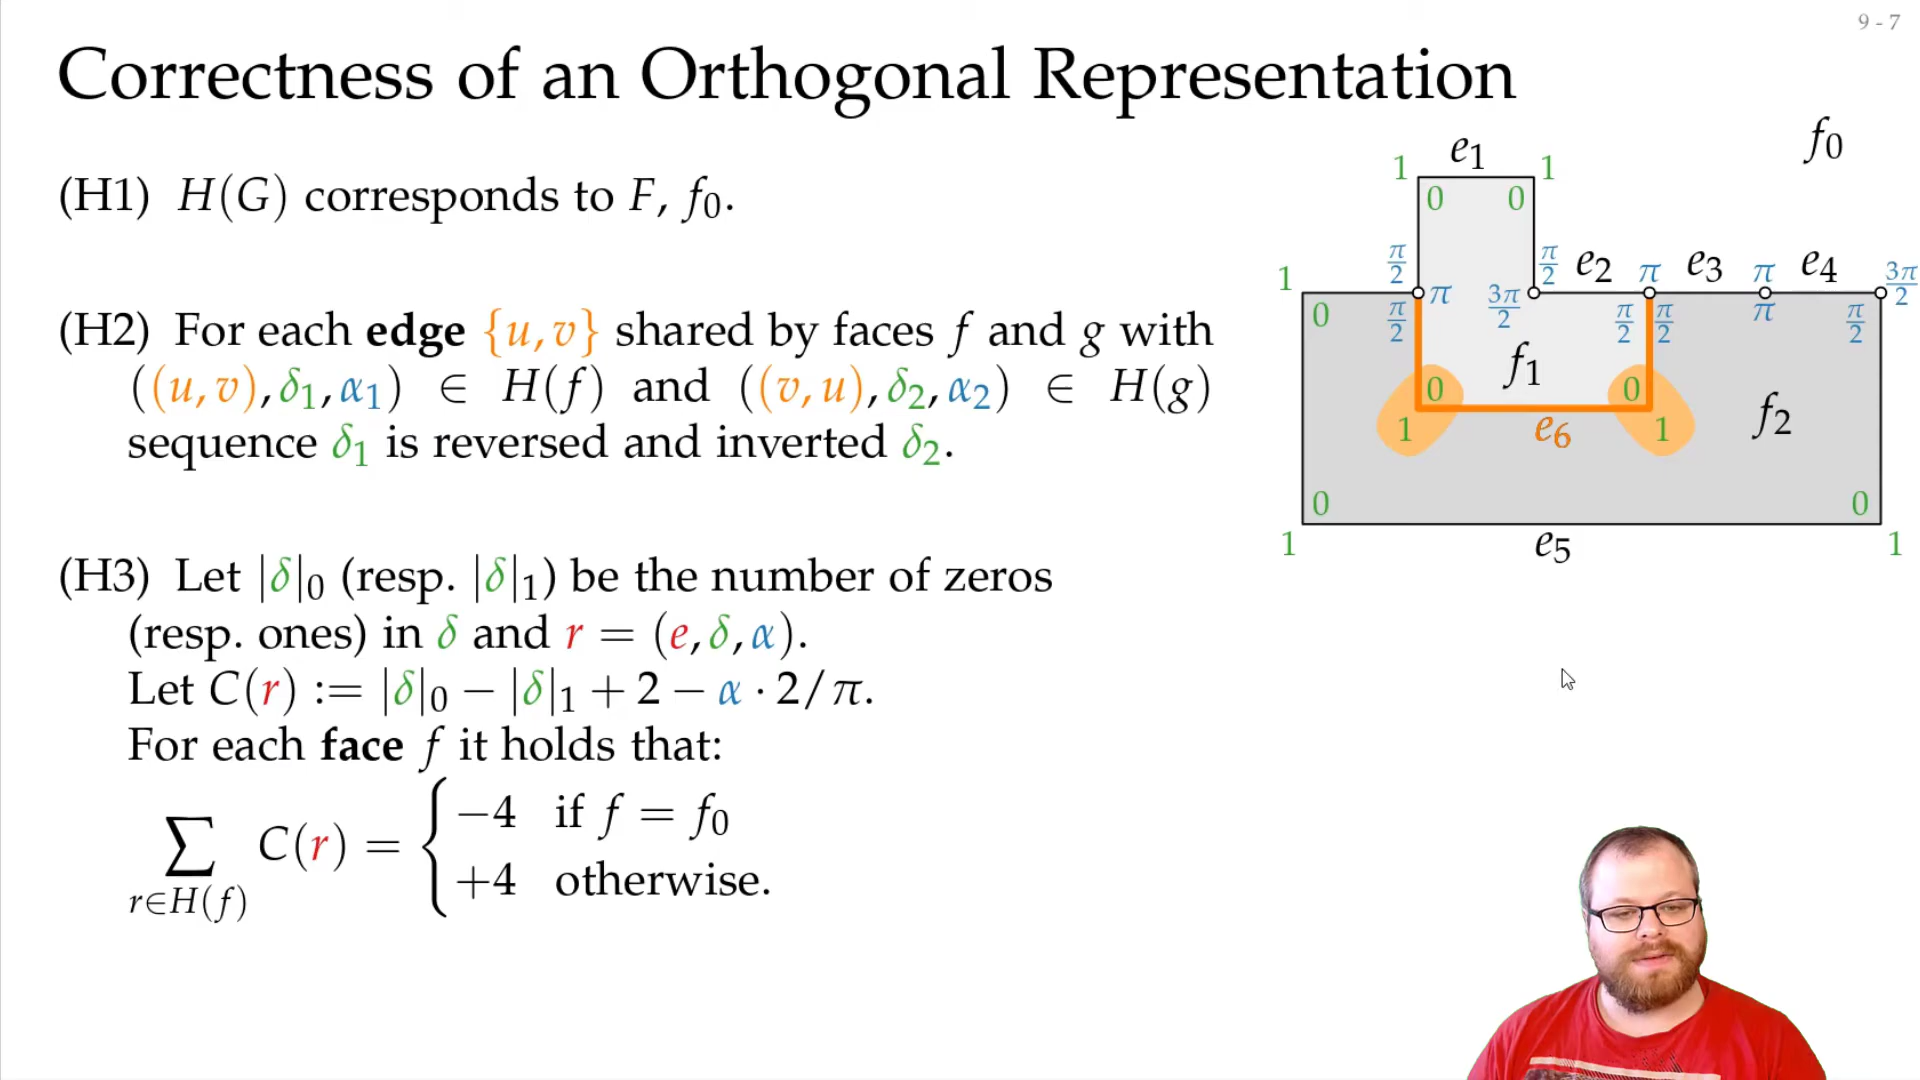 9 - 7
Correctness of an Orthogonal Representation
(H1) H(G) corresponds to F, f₀.
(H2) For each edge {u, v} shared by faces f and g with
((u, v), δ₁, α₁) ∈ H(f) and ((v, u), δ₂, α₂) ∈ H(g)
sequence δ₁ is reversed and inverted δ₂.
(H3) Let |δ|₀ (resp. |δ|₁) be the number of zeros
(resp. ones) in δ and r = (e, δ, α).
Let C(r) := |δ|₀ − |δ|₁ + 2 − α · 2/π.
For each face f it holds that:
∑ r∈H(f) C(r) = { −4 if f = f₀
+4 otherwise.
f₀
1 e₁ 1
0 0
π/2 π/2 e₂ π e₃ π e₄ 3π/2
1 π 3π/2
0 π/2 π/2 π/2 π π/2
f₁
0 0
f₂
1 e₆ 1
0 0
1 e₅ 1